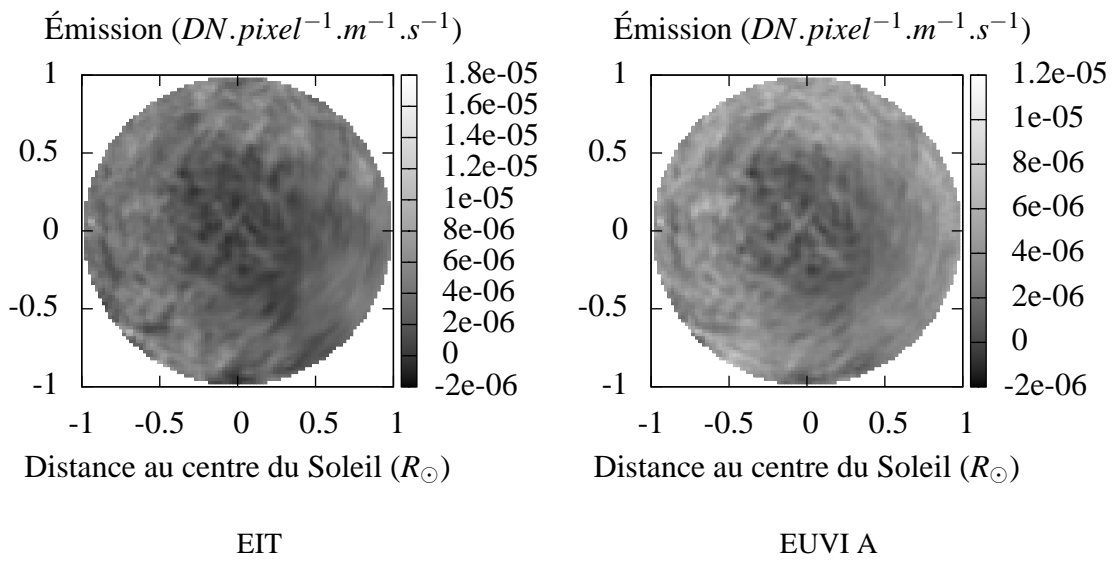 Émission (DN.pixel⁻¹.m⁻¹.s⁻¹)
1
0.5
0
-0.5
-1
-1 -0.5 0 0.5 1
1.8e-05
1.6e-05
1.4e-05
1.2e-05
1e-05
8e-06
6e-06
4e-06
2e-06
0
-2e-06
Distance au centre du Soleil (R⊙)
EIT
Émission (DN.pixel⁻¹.m⁻¹.s⁻¹)
1
0.5
0
-0.5
-1
-1 -0.5 0 0.5 1
1.2e-05
1e-05
8e-06
6e-06
4e-06
2e-06
0
-2e-06
Distance au centre du Soleil (R⊙)
EUVI A